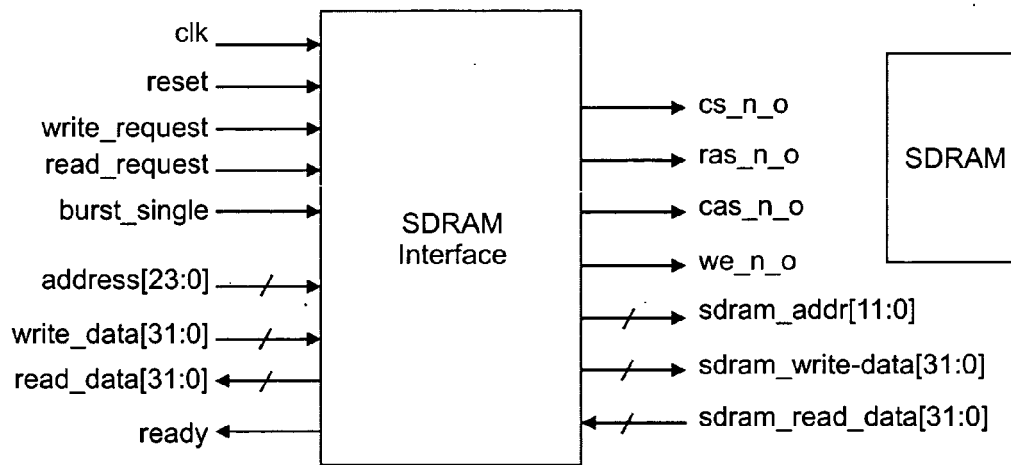 clk
reset
write_request
read_request
burst_single
address[23:0]
write_data[31:0]
read_data[31:0]
ready
SDRAM
Interface
cs_n_o
ras_n_o
cas_n_o
we_n_o
sdram_addr[11:0]
sdram_write-data[31:0]
sdram_read_data[31:0]
SDRAM